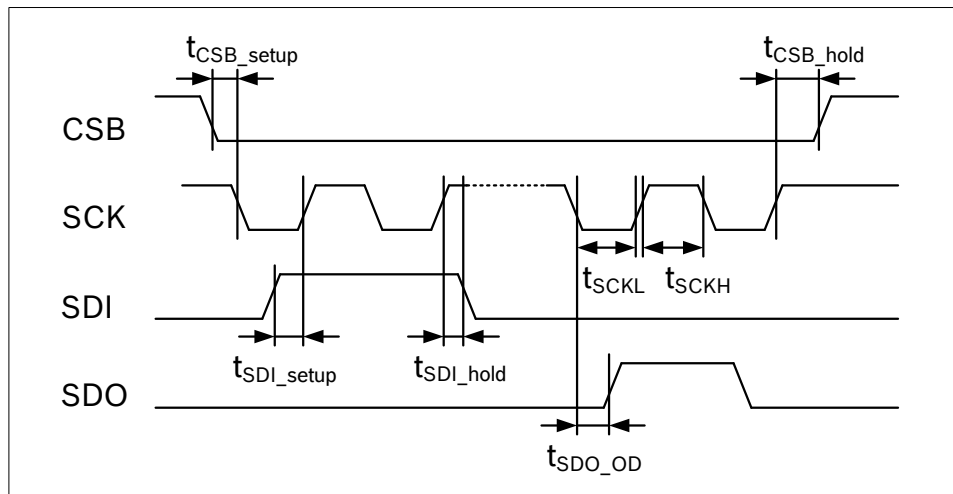 tCSB_setup
tCSB_hold
CSB
SCK
tSCKL
tSCKH
SDI
tSDI_setup
tSDI_hold
SDO
tSDO_OD